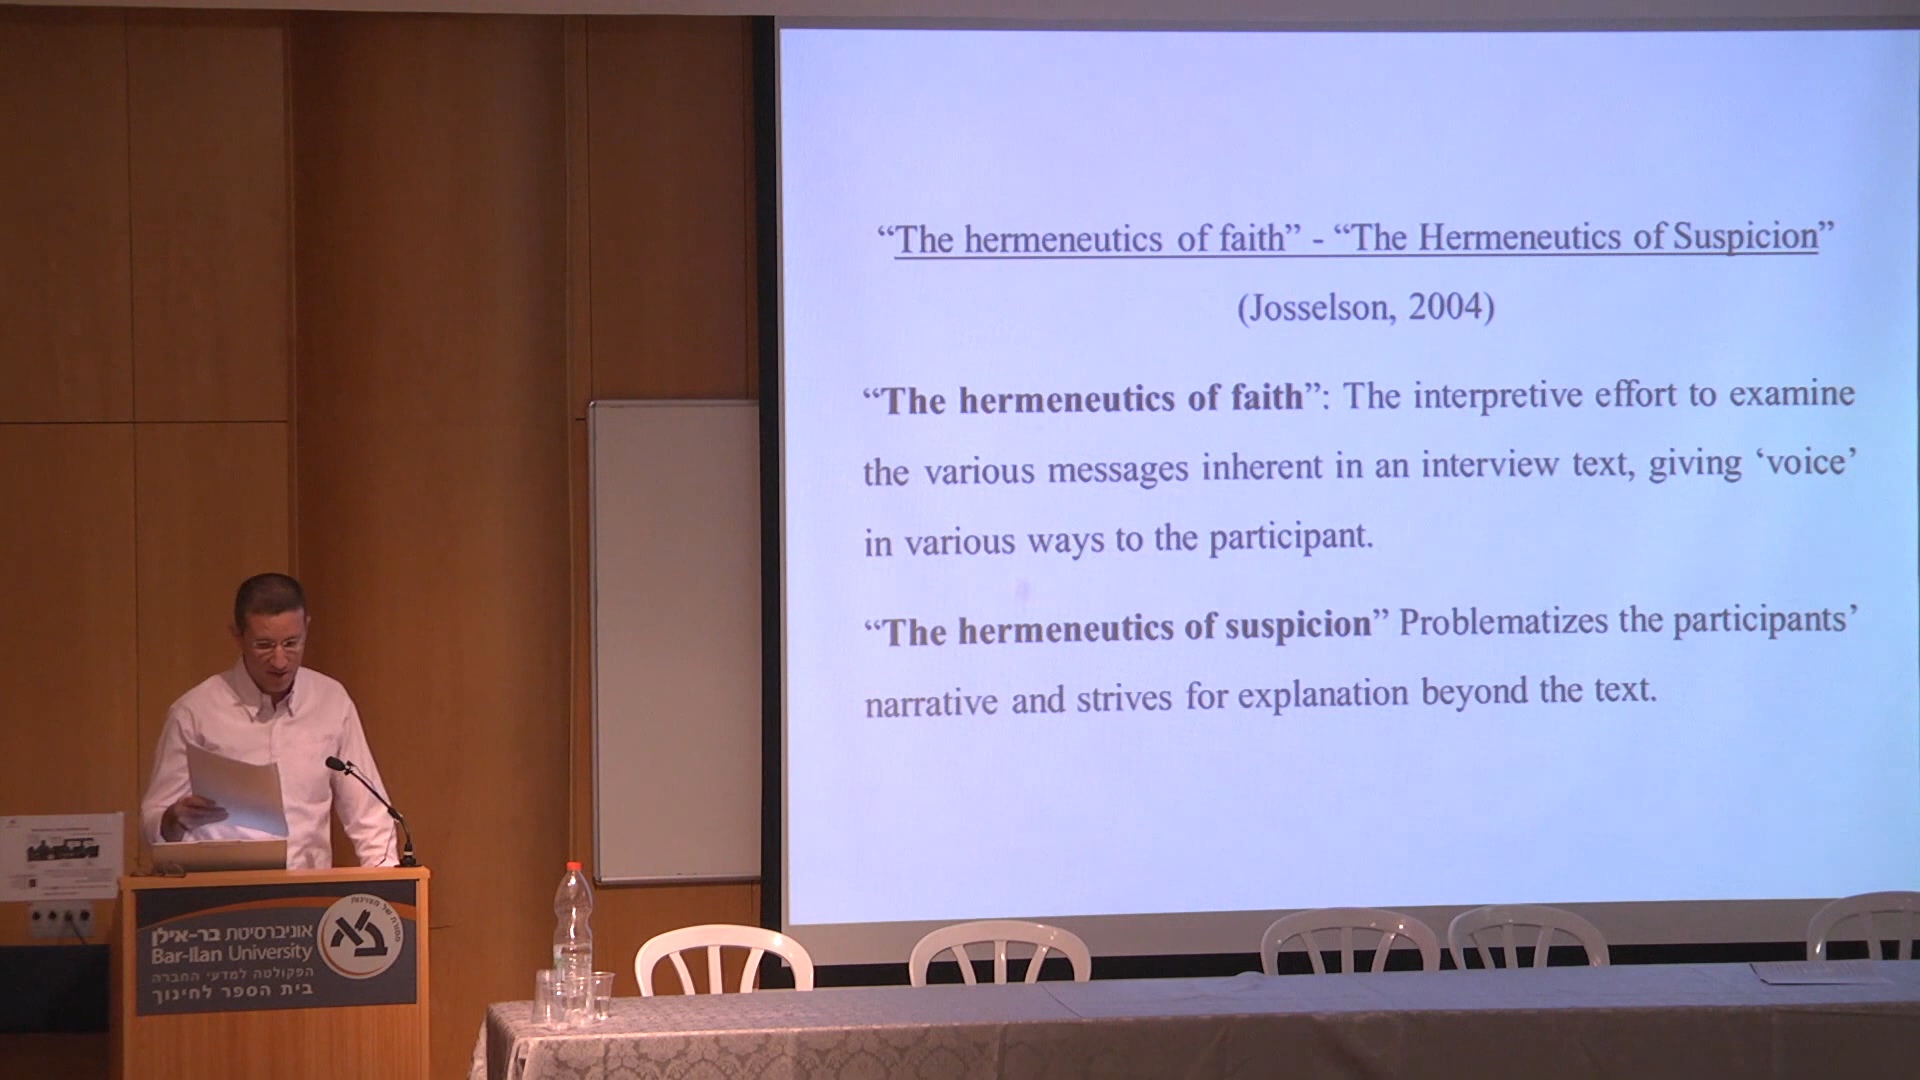 “The hermeneutics of faith” - “The Hermeneutics of Suspicion”
(Josselson, 2004)
“The hermeneutics of faith”: The interpretive effort to examine
the various messages inherent in an interview text, giving ‘voice’
in various ways to the participant.
“The hermeneutics of suspicion” Problematizes the participants’
narrative and strives for explanation beyond the text.
אוניברסיטת בר-אילן
Bar-Ilan University
הפקולטה למדעי החברה
בית הספר לחינוך
מסורת של מצוינות